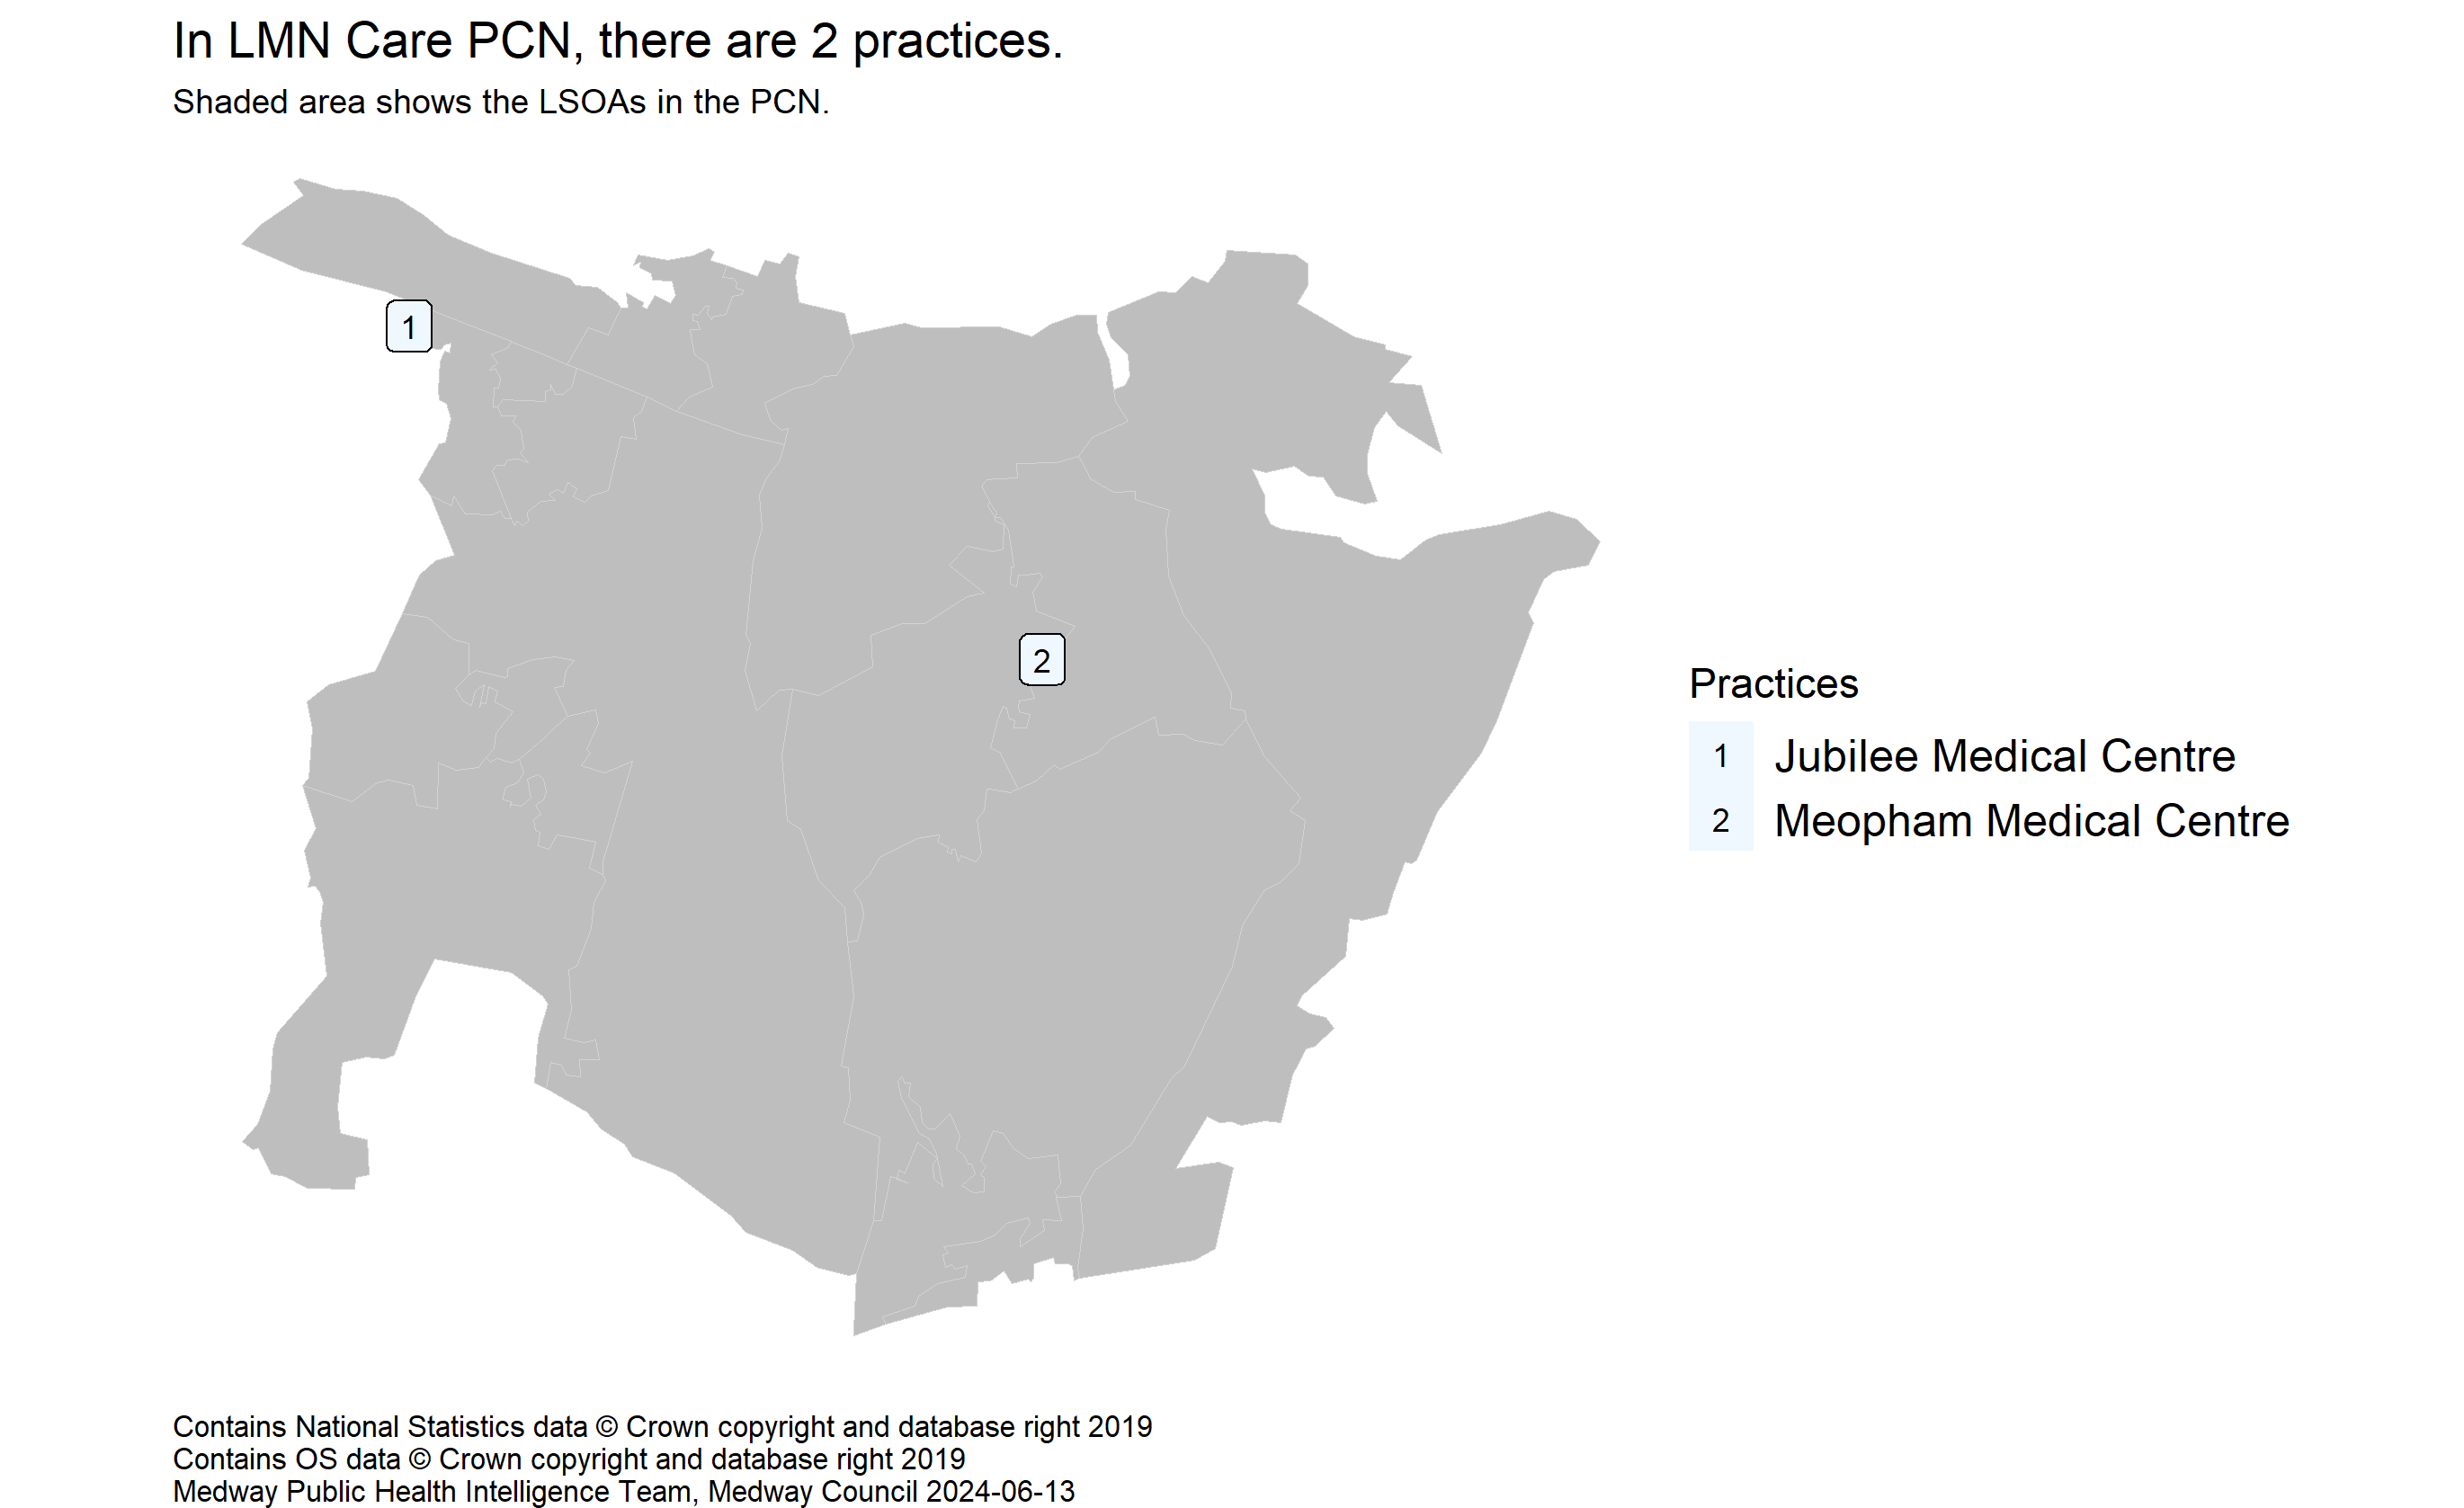 In LMN Care PCN, there are 2 practices.
Shaded area shows the LSOAs in the PCN.
1
2
Practices
1 Jubilee Medical Centre
2 Meopham Medical Centre
Contains National Statistics data © Crown copyright and database right 2019
Contains OS data © Crown copyright and database right 2019
Medway Public Health Intelligence Team, Medway Council 2024-06-13